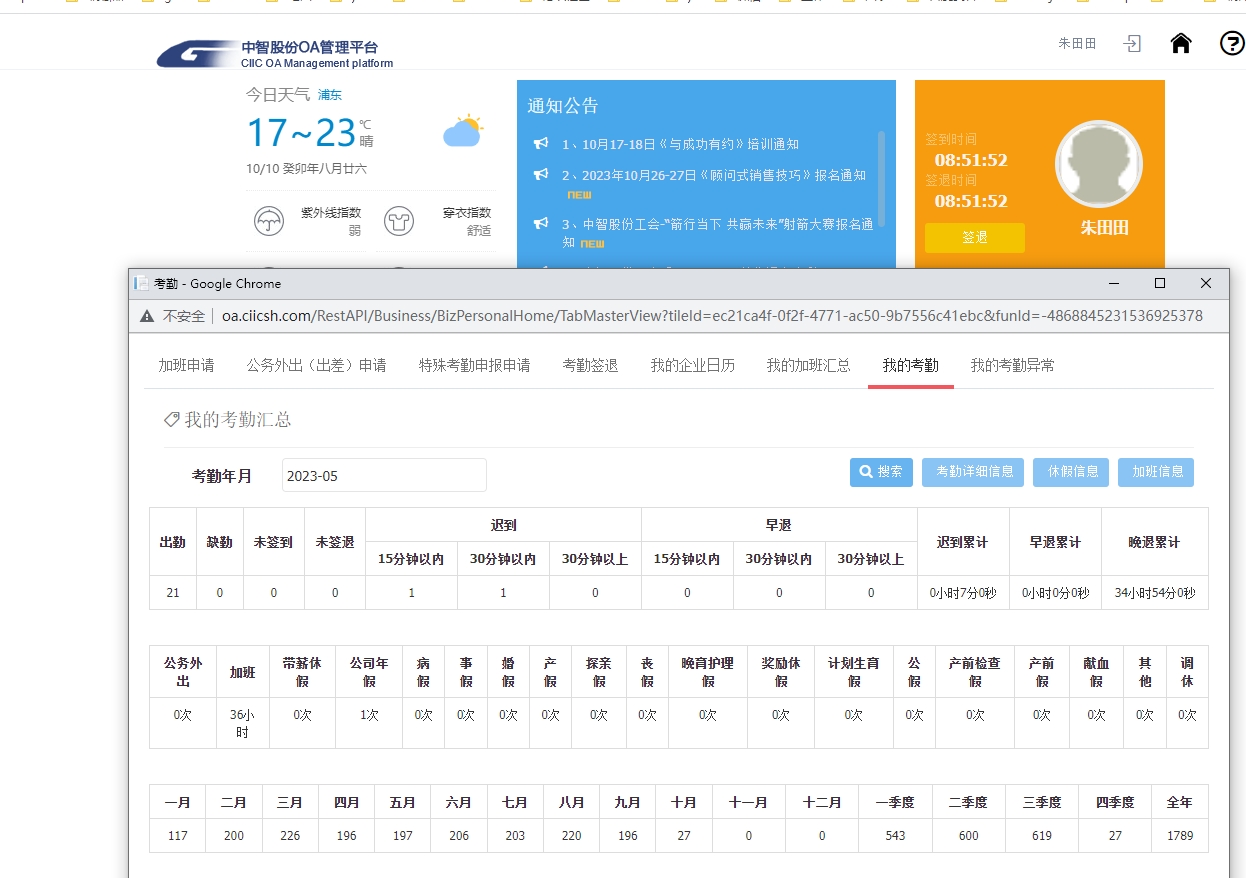 中智股份OA管理平台
CIIC OA Management platform
朱田田
今日天气 浦东
17~23 ℃
晴
10/10 癸卯年八月廿六
紫外线指数
弱
穿衣指数
舒适
通知公告
1、10月17-18日《与成功有约》培训通知
2、2023年10月26-27日《顾问式销售技巧》报名通知
NEW
3、中智股份工会-“箭行当下 共赢未来”射箭大赛报名通
知 NEW
签到时间
08:51:52
签退时间
08:51:52
签退
朱田田
考勤 - Google Chrome
不安全 | oa.ciicsh.com/RestAPI/Business/BizPersonalHome/TabMasterView?tileId=ec21ca4f-0f2f-4771-ac50-9b7556c41ebc&funId=-4868845231536925378
加班申请 公务外出（出差）申请 特殊考勤申报申请 考勤签退 我的企业日历 我的加班汇总 我的考勤 我的考勤异常
我的考勤汇总
考勤年月 2023-05 搜索 考勤详细信息 休假信息 加班信息
出勤 缺勤 未签到 未签退 迟到 早退 迟到累计 早退累计 晚退累计
15分钟以内 30分钟以内 30分钟以上 15分钟以内 30分钟以内 30分钟以上
21 0 0 0 1 1 0 0 0 0 0小时7分0秒 0小时0分0秒 34小时54分0秒
公务外出 加班 带薪休假 公司年假 病假 事假 婚假 产假 探亲假 丧假 晚育护理假 奖励休假 计划生育假 公假 产前检查假 产前假 献血假 其他 调休
0次 36小时 0次 1次 0次 0次 0次 0次 0次 0次 0次 0次 0次 0次 0次 0次 0次 0次 0次
一月 二月 三月 四月 五月 六月 七月 八月 九月 十月 十一月 十二月 一季度 二季度 三季度 四季度 全年
117 200 226 196 197 206 203 220 196 27 0 0 543 600 619 27 1789